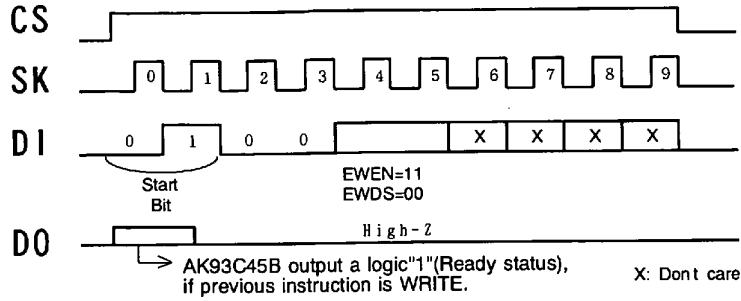 CS
SK 0 1 2 3 4 5 6 7 8 9
DI 0 1 0 0 X X X X
Start
Bit
EWEN=11
EWDS=00
DO High-Z
AK93C45B output a logic"1"(Ready status),
if previous instruction is WRITE.
X: Dont care